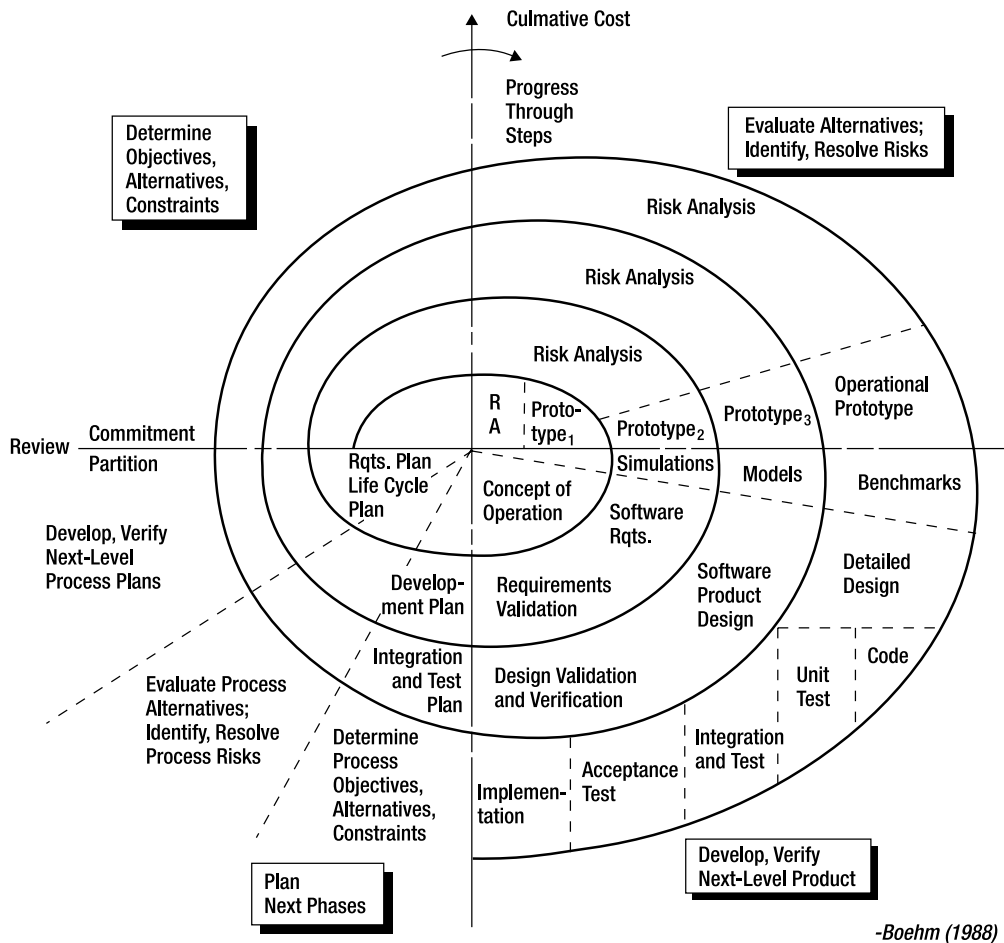 Culmative Cost
Progress
Through
Steps
Determine
Objectives,
Alternatives,
Constraints
Evaluate Alternatives;
Identify, Resolve Risks
Risk Analysis
Risk Analysis
Risk Analysis
R
A
Proto-
type1
Prototype2
Prototype3
Operational
Prototype
Review
Commitment
Partition
Rqts. Plan
Life Cycle
Plan
Concept of
Operation
Simulations
Models
Benchmarks
Software
Rqts.
Develop, Verify
Next-Level
Process Plans
Develop-
ment Plan
Requirements
Validation
Software
Product
Design
Detailed
Design
Integration
and Test
Plan
Design Validation
and Verification
Code
Unit
Test
Evaluate Process
Alternatives;
Identify, Resolve
Process Risks
Determine
Process
Objectives,
Alternatives,
Constraints
Implemen-
tation
Acceptance
Test
Integration
and Test
Plan
Next Phases
Develop, Verify
Next-Level Product
-Boehm (1988)